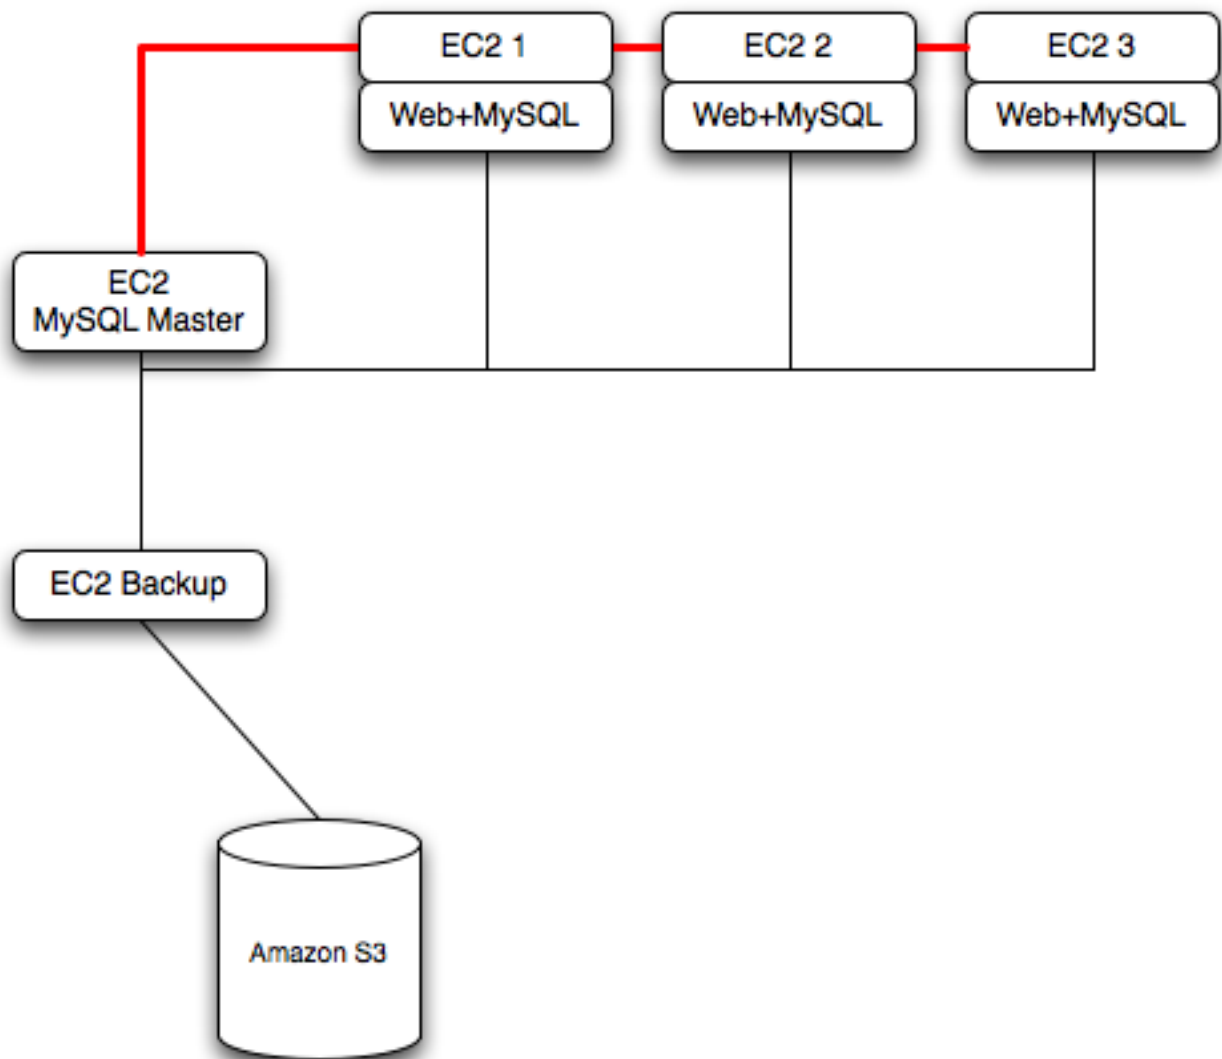 EC2 1
EC2 2
EC2 3
Web+MySQL
Web+MySQL
Web+MySQL
EC2
MySQL Master
EC2 Backup
Amazon S3